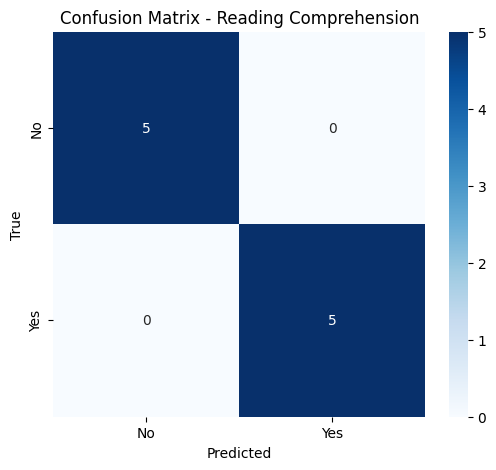 Confusion Matrix - Reading Comprehension
True
No
5
0
Yes
0
5
No
Yes
Predicted
5
4
3
2
1
0